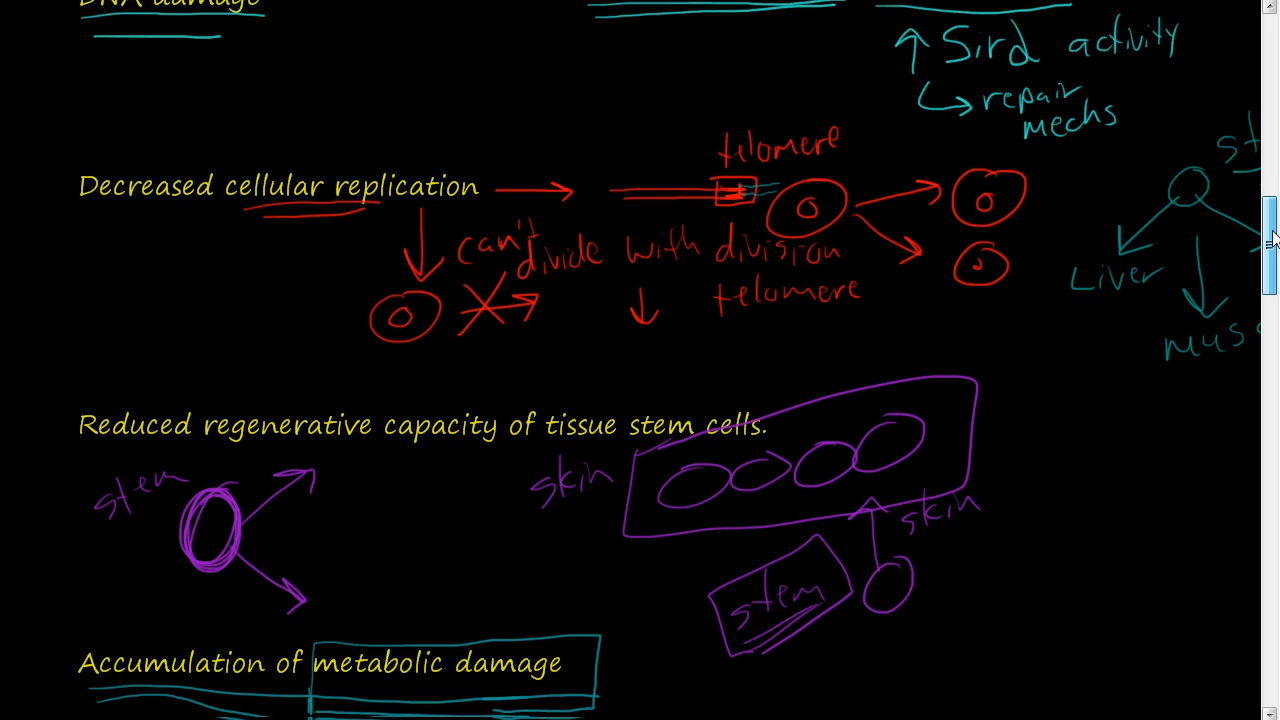 DNA damage
↑ Sird activity
repair
mechs
telomere
Decreased cellular replication
can't
divide with division
↓ telomere
Liver
Reduced regenerative capacity of tissue stem cells.
stem
skin
skin
stem
Accumulation of metabolic damage